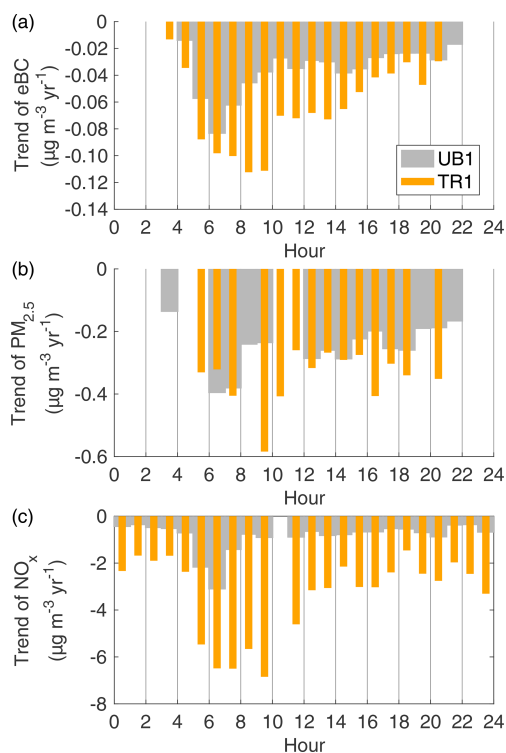 (a)
Trend of eBC
(µg m-3 yr-1)
0
-0.02
-0.04
-0.06
-0.08
-0.10
-0.12
-0.14
UB1
TR1
0 2 4 6 8 10 12 14 16 18 20 22 24
Hour
(b)
Trend of PM2.5
(µg m-3 yr-1)
0
-0.2
-0.4
-0.6
0 2 4 6 8 10 12 14 16 18 20 22 24
Hour
(c)
Trend of NOx
(µg m-3 yr-1)
0
-2
-4
-6
-8
0 2 4 6 8 10 12 14 16 18 20 22 24
Hour